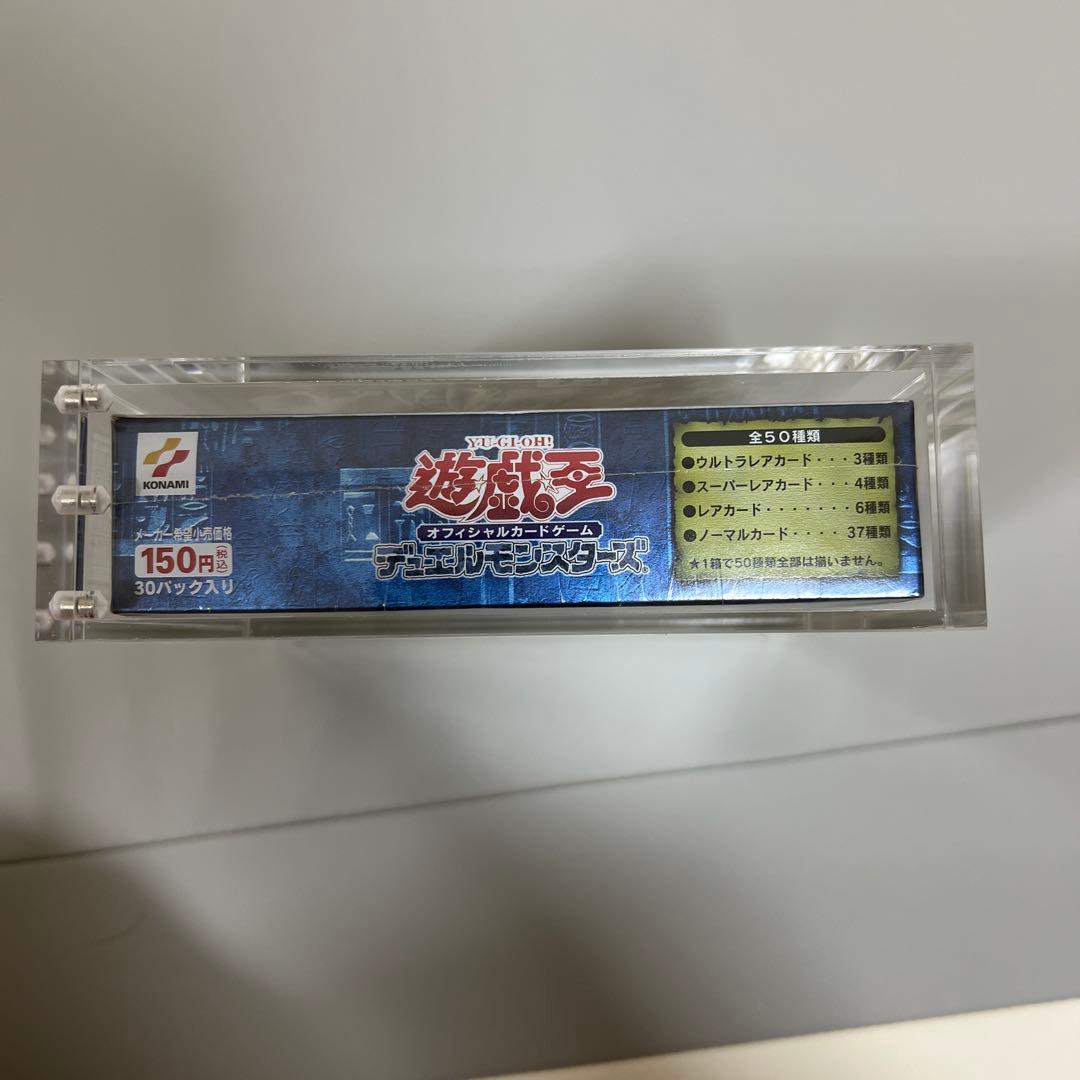 KONAMI
メーカー希望小売価格
150円税込
30パック入り
YU-GI-OH!
遊戯王
オフィシャルカードゲーム
デュエルモンスターズ®
全50種類
●ウルトラレアカード・・・3種類
●スーパーレアカード・・・4種類
●レアカード・・・・・・・6種類
●ノーマルカード・・・・37種類
★1箱で50種類全部は揃いません。